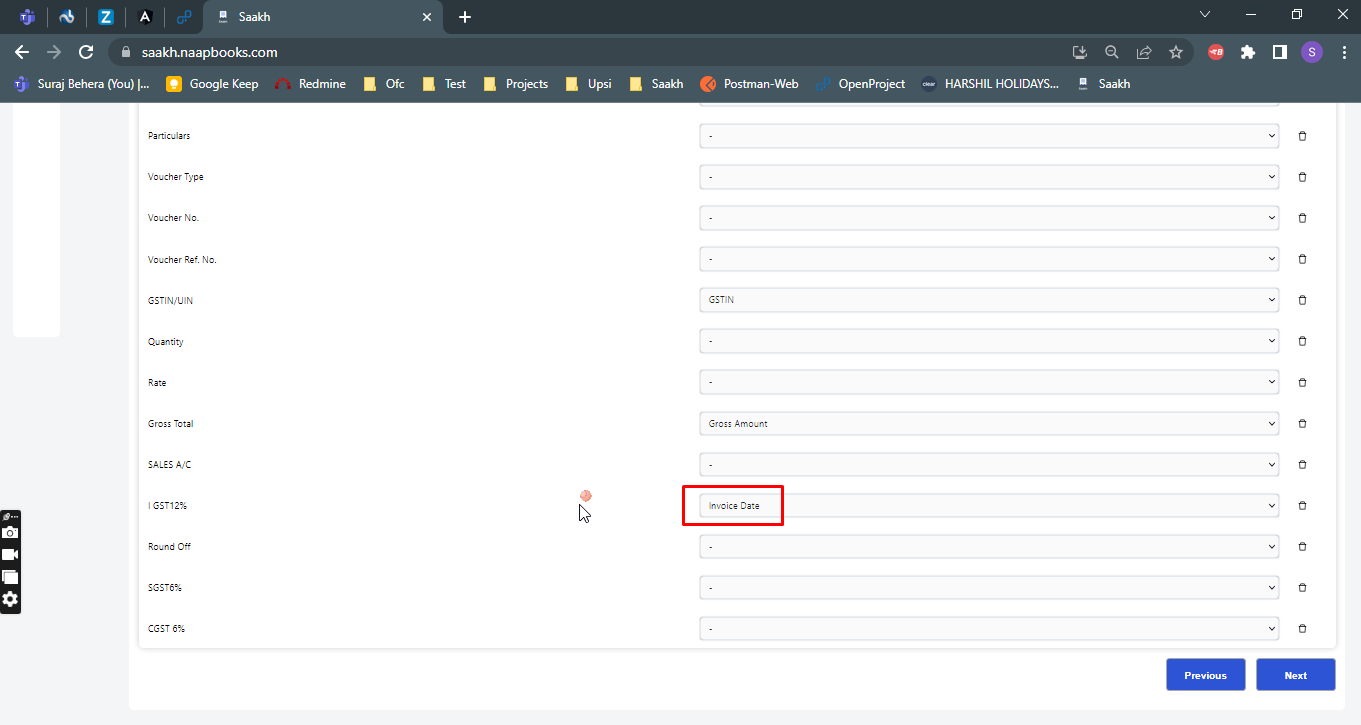 Saakh
saakh.naapbooks.com
Suraj Behera (You) |... Google Keep Redmine Ofc Test Projects Upsi Saakh Postman-Web OpenProject HARSHIL HOLIDAYS... Saakh
Particulars -
Voucher Type -
Voucher No. -
Voucher Ref. No. -
GSTIN/UIN GSTIN
Quantity -
Rate -
Gross Total Gross Amount
SALES A/C -
I GST12% Invoice Date
Round Off -
SGST6% -
CGST 6% -
Previous Next